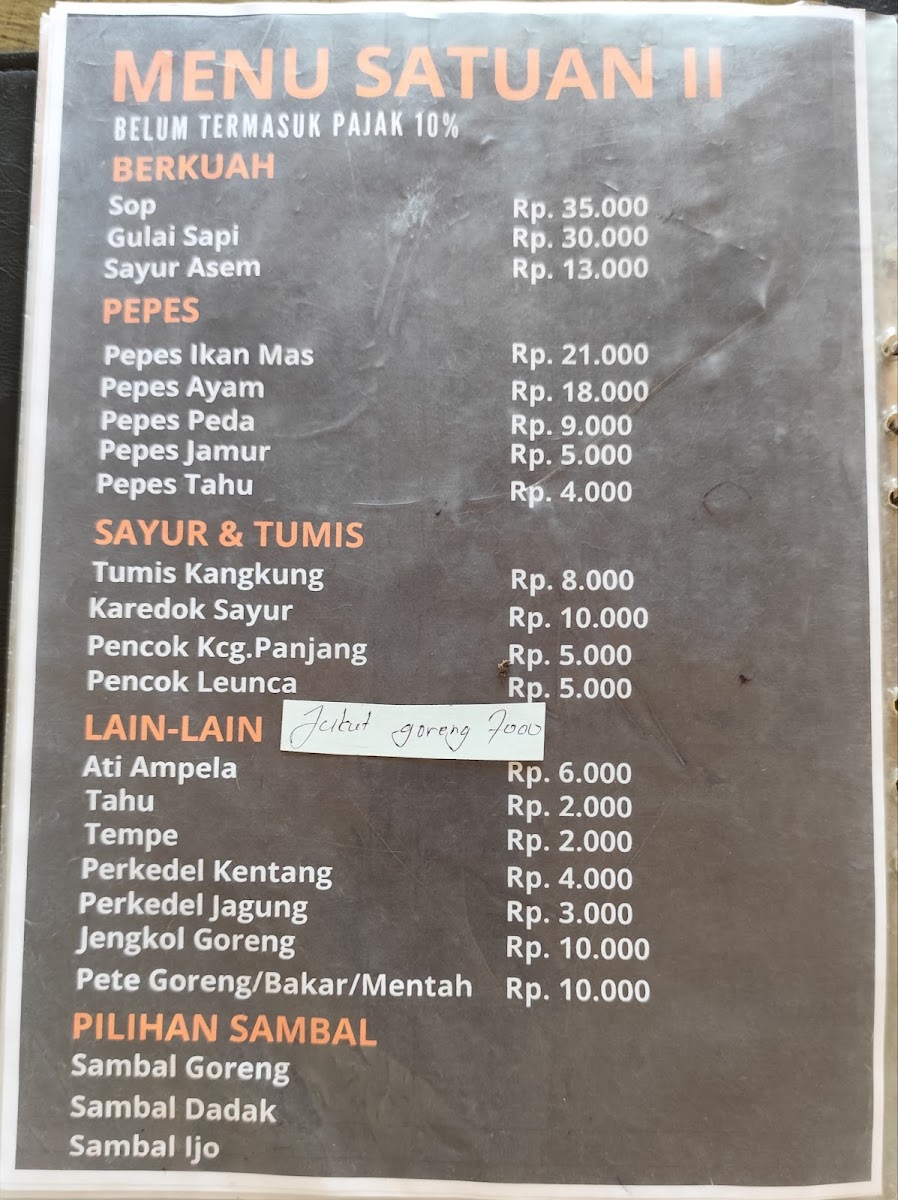 MENU SATUAN II
BELUM TERMASUK PAJAK 10%
BERKUAH
Sop Rp. 35.000
Gulai Sapi Rp. 30.000
Sayur Asem Rp. 13.000
PEPES
Pepes Ikan Mas Rp. 21.000
Pepes Ayam Rp. 18.000
Pepes Peda Rp. 9.000
Pepes Jamur Rp. 5.000
Pepes Tahu Rp. 4.000
SAYUR & TUMIS
Tumis Kangkung Rp. 8.000
Karedok Sayur Rp. 10.000
Pencok Kcg.Panjang Rp. 5.000
Pencok Leunca Rp. 5.000
Jukut goreng 7000
LAIN-LAIN
Ati Ampela Rp. 6.000
Tahu Rp. 2.000
Tempe Rp. 2.000
Perkedel Kentang Rp. 4.000
Perkedel Jagung Rp. 3.000
Jengkol Goreng Rp. 10.000
Pete Goreng/Bakar/Mentah Rp. 10.000
PILIHAN SAMBAL
Sambal Goreng
Sambal Dadak
Sambal Ijo